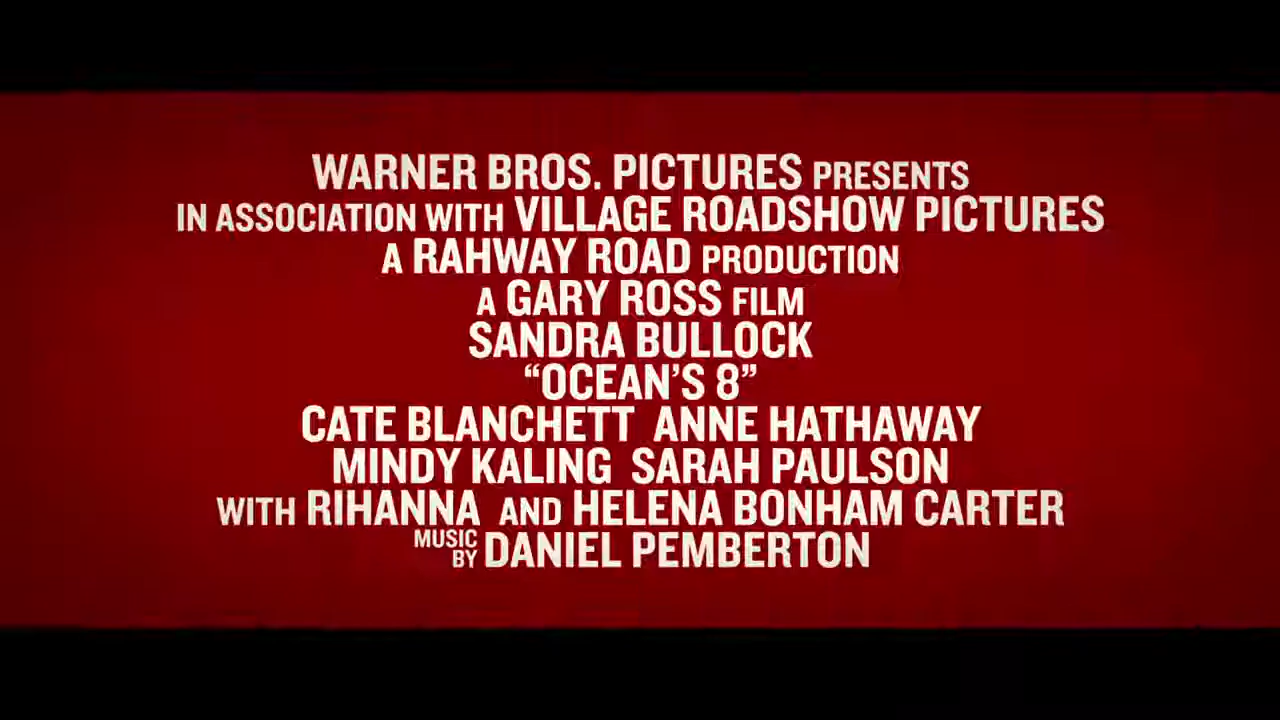 WARNER BROS. PICTURES PRESENTS
IN ASSOCIATION WITH VILLAGE ROADSHOW PICTURES
A RAHWAY ROAD PRODUCTION
A GARY ROSS FILM
SANDRA BULLOCK
“OCEAN’S 8”
CATE BLANCHETT ANNE HATHAWAY
MINDY KALING SARAH PAULSON
WITH RIHANNA AND HELENA BONHAM CARTER
MUSIC BY DANIEL PEMBERTON